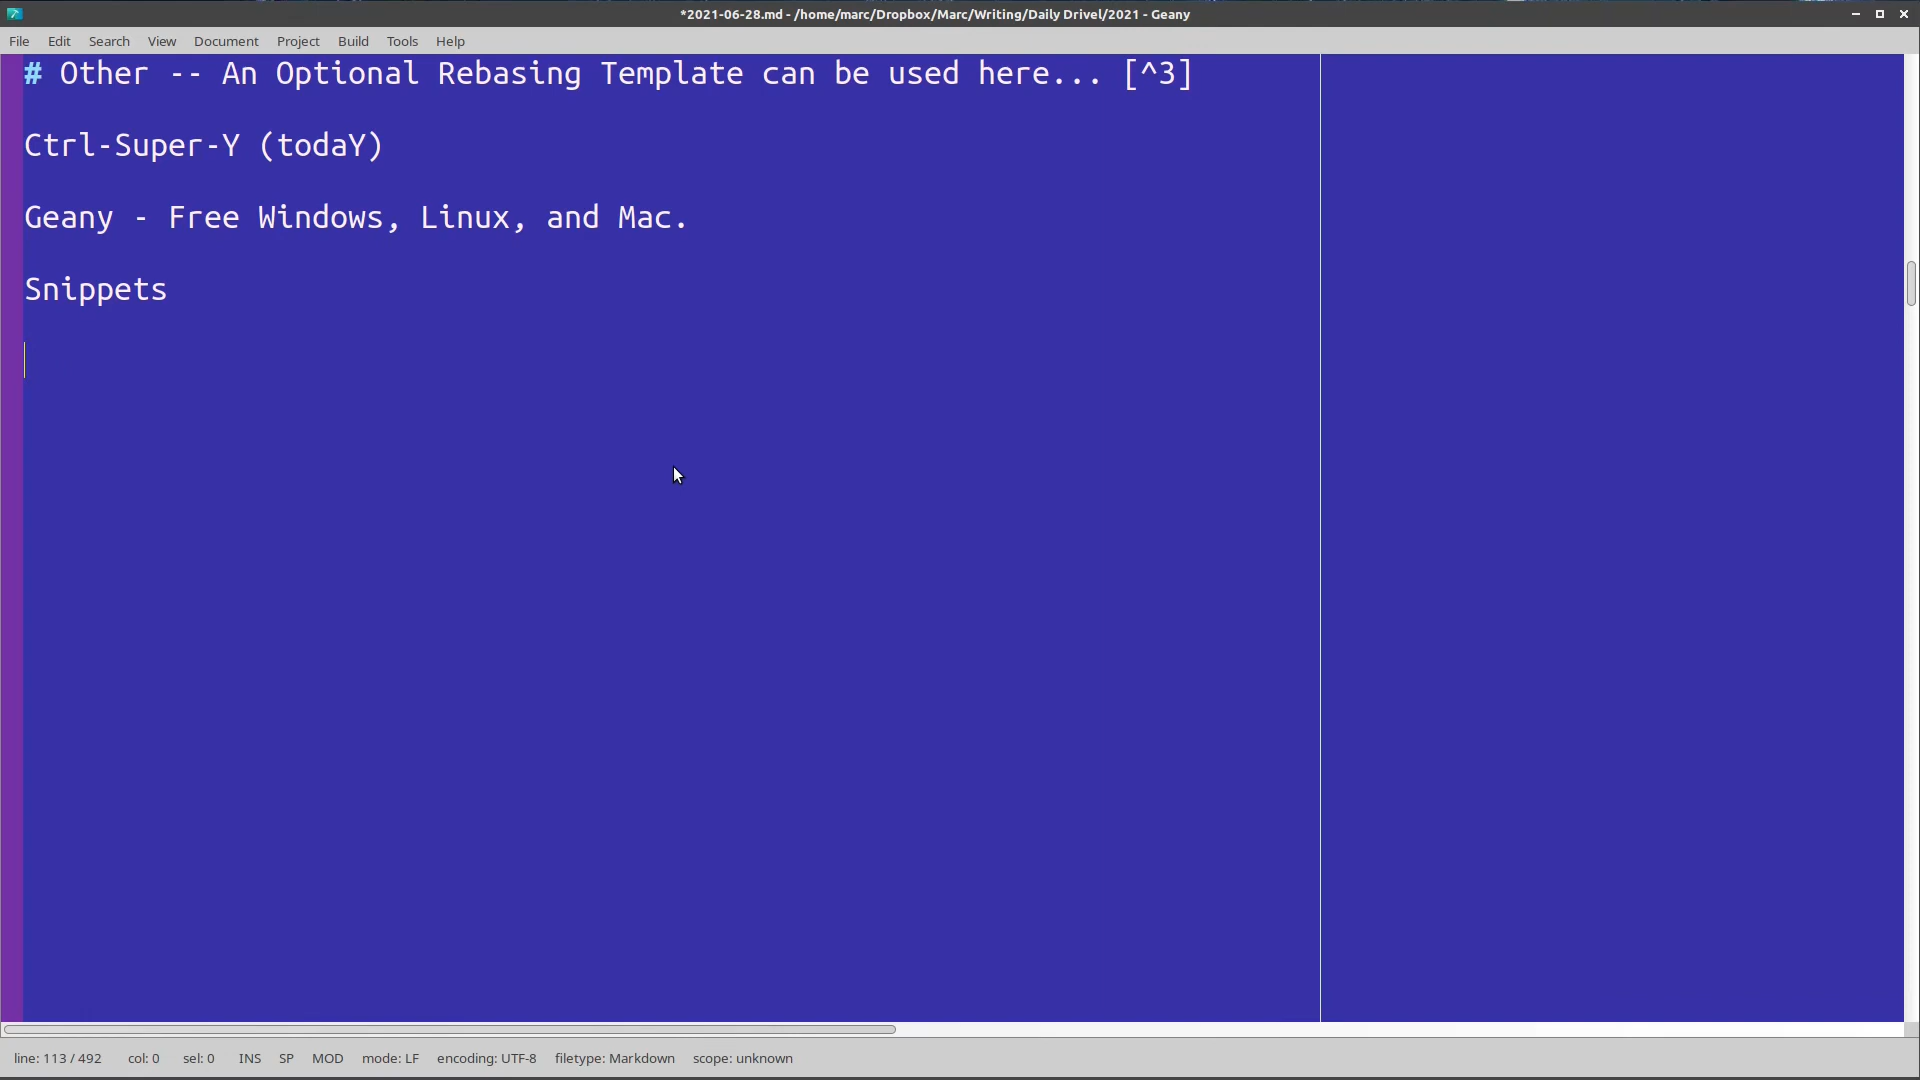 *2021-06-28.md - /home/marc/Dropbox/Marc/Writing/Daily Drivel/2021 - Geany
File Edit Search View Document Project Build Tools Help
# Other -- An Optional Rebasing Template can be used here... [^3]
Ctrl-Super-Y (todaY)
Geany - Free Windows, Linux, and Mac.
Snippets
line: 113 / 492 col: 0 sel: 0 INS SP MOD mode: LF encoding: UTF-8 filetype: Markdown scope: unknown